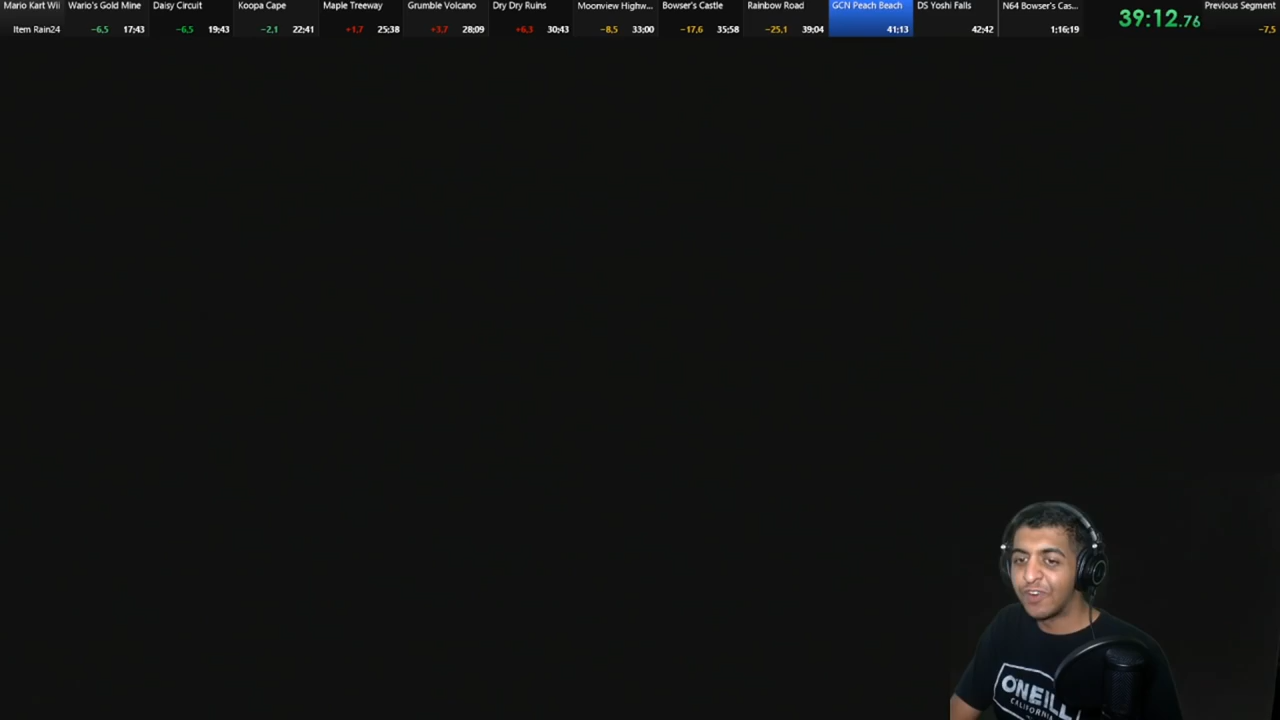 Mario Kart Wii
Item Rain24
Wario's Gold Mine
-6,5 17:43
Daisy Circuit
-6,5 19:43
Koopa Cape
-2,1 22:41
Maple Treeway
+1,7 25:38
Grumble Volcano
+3,7 28:09
Dry Dry Ruins
+6,3 30:43
Moonview Highw...
-8,5 33:00
Bowser's Castle
-17,6 35:58
Rainbow Road
-25,1 39:04
GCN Peach Beach
41:13
DS Yoshi Falls
42:42
N64 Bowser's Cas...
1:16:19
39:12.76
Previous Segment
-7,5
O'NEILL
CALIFORNIA